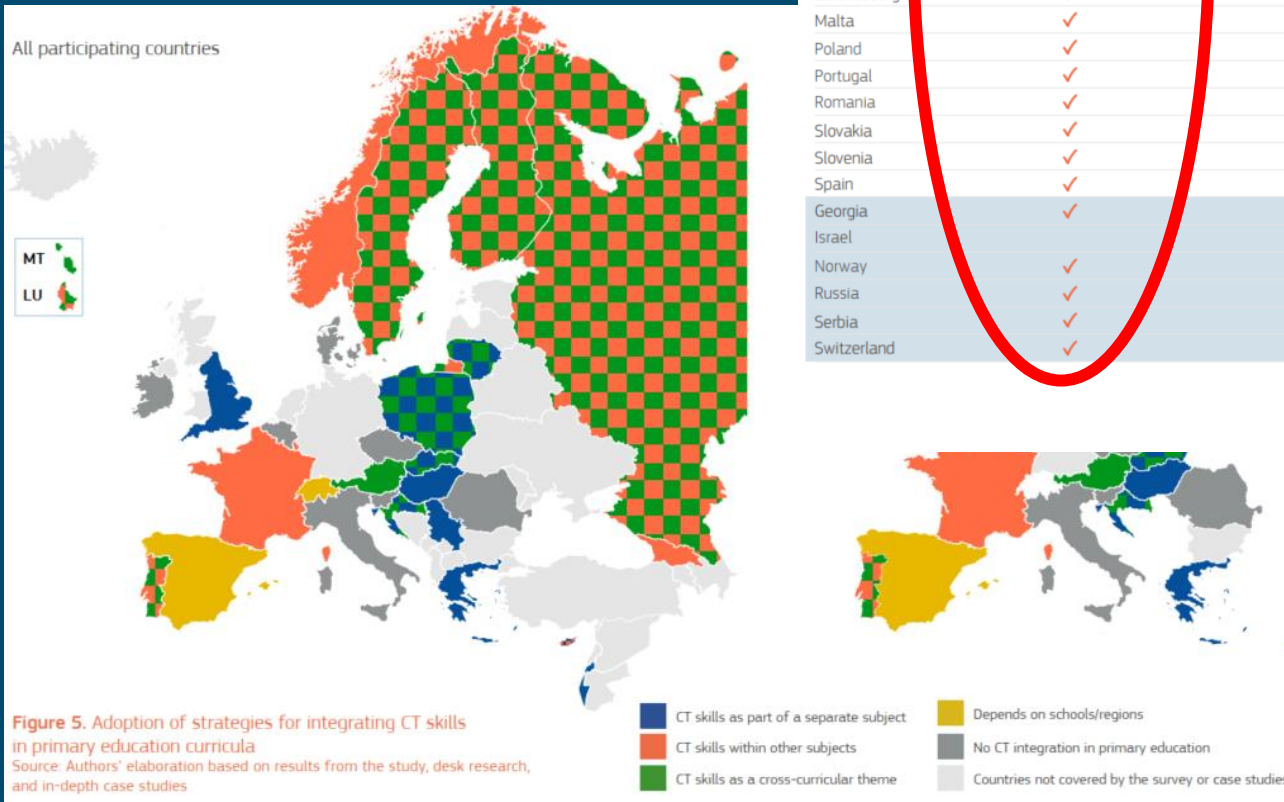 All participating countries
MT
LU
Malta ✓
Poland ✓
Portugal ✓
Romania ✓
Slovakia ✓
Slovenia ✓
Spain ✓
Georgia ✓
Israel
Norway ✓
Russia ✓
Serbia ✓
Switzerland ✓
Figure 5. Adoption of strategies for integrating CT skills
in primary education curricula
Source: Authors' elaboration based on results from the study, desk research,
and in-depth case studies
CT skills as part of a separate subject
CT skills within other subjects
CT skills as a cross-curricular theme
Depends on schools/regions
No CT integration in primary education
Countries not covered by the survey or case studies